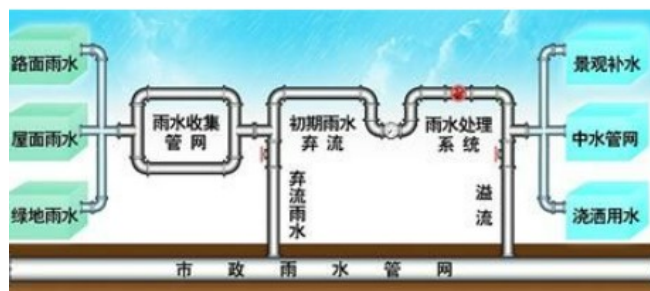 路面雨水
屋面雨水
绿地雨水
雨水收集
管网
初期雨水
弃流
雨水处理
系统
弃流雨水
溢流
景观补水
中水管网
浇洒用水
市政雨水管网